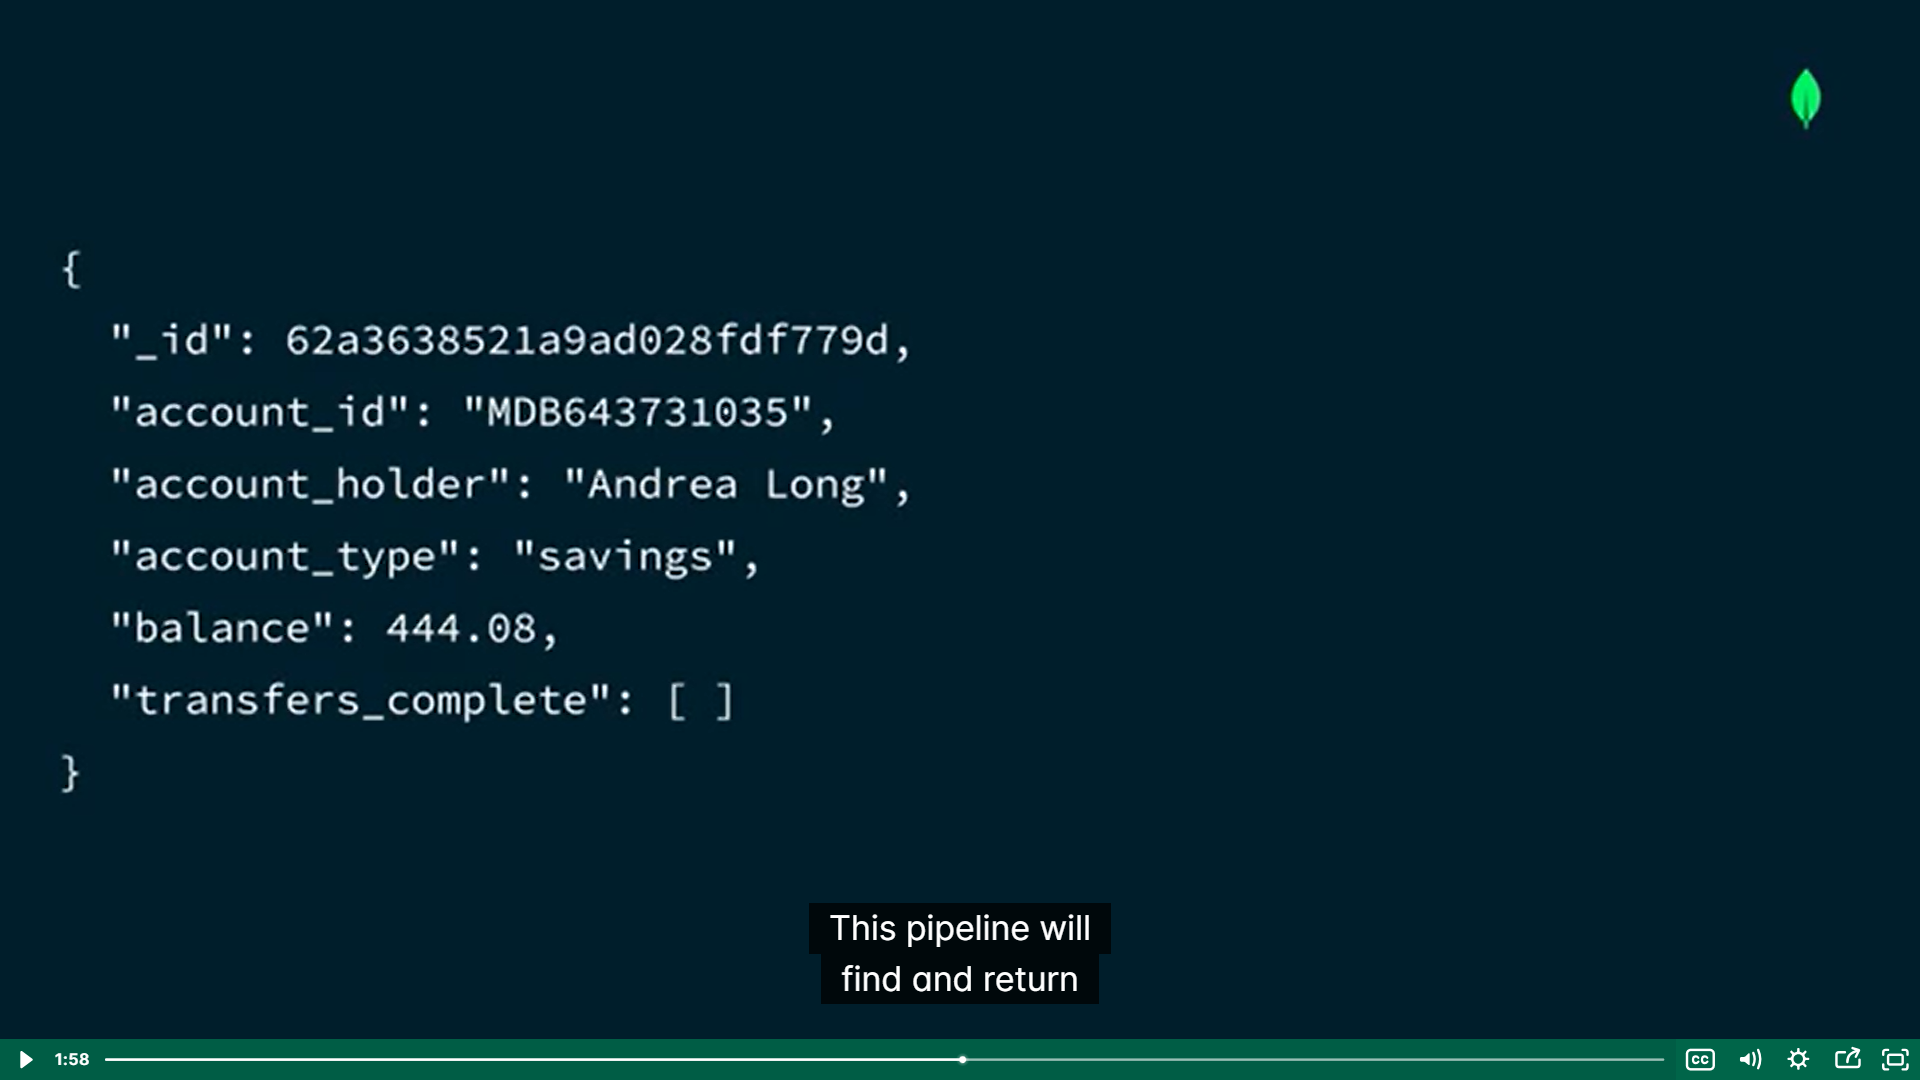 {
"_id": 62a3638521a9ad028fdf779d,
"account_id": "MDB643731035",
"account_holder": "Andrea Long",
"account_type": "savings",
"balance": 444.08,
"transfers_complete": [ ]
}
This pipeline will
find and return
1:58
CC